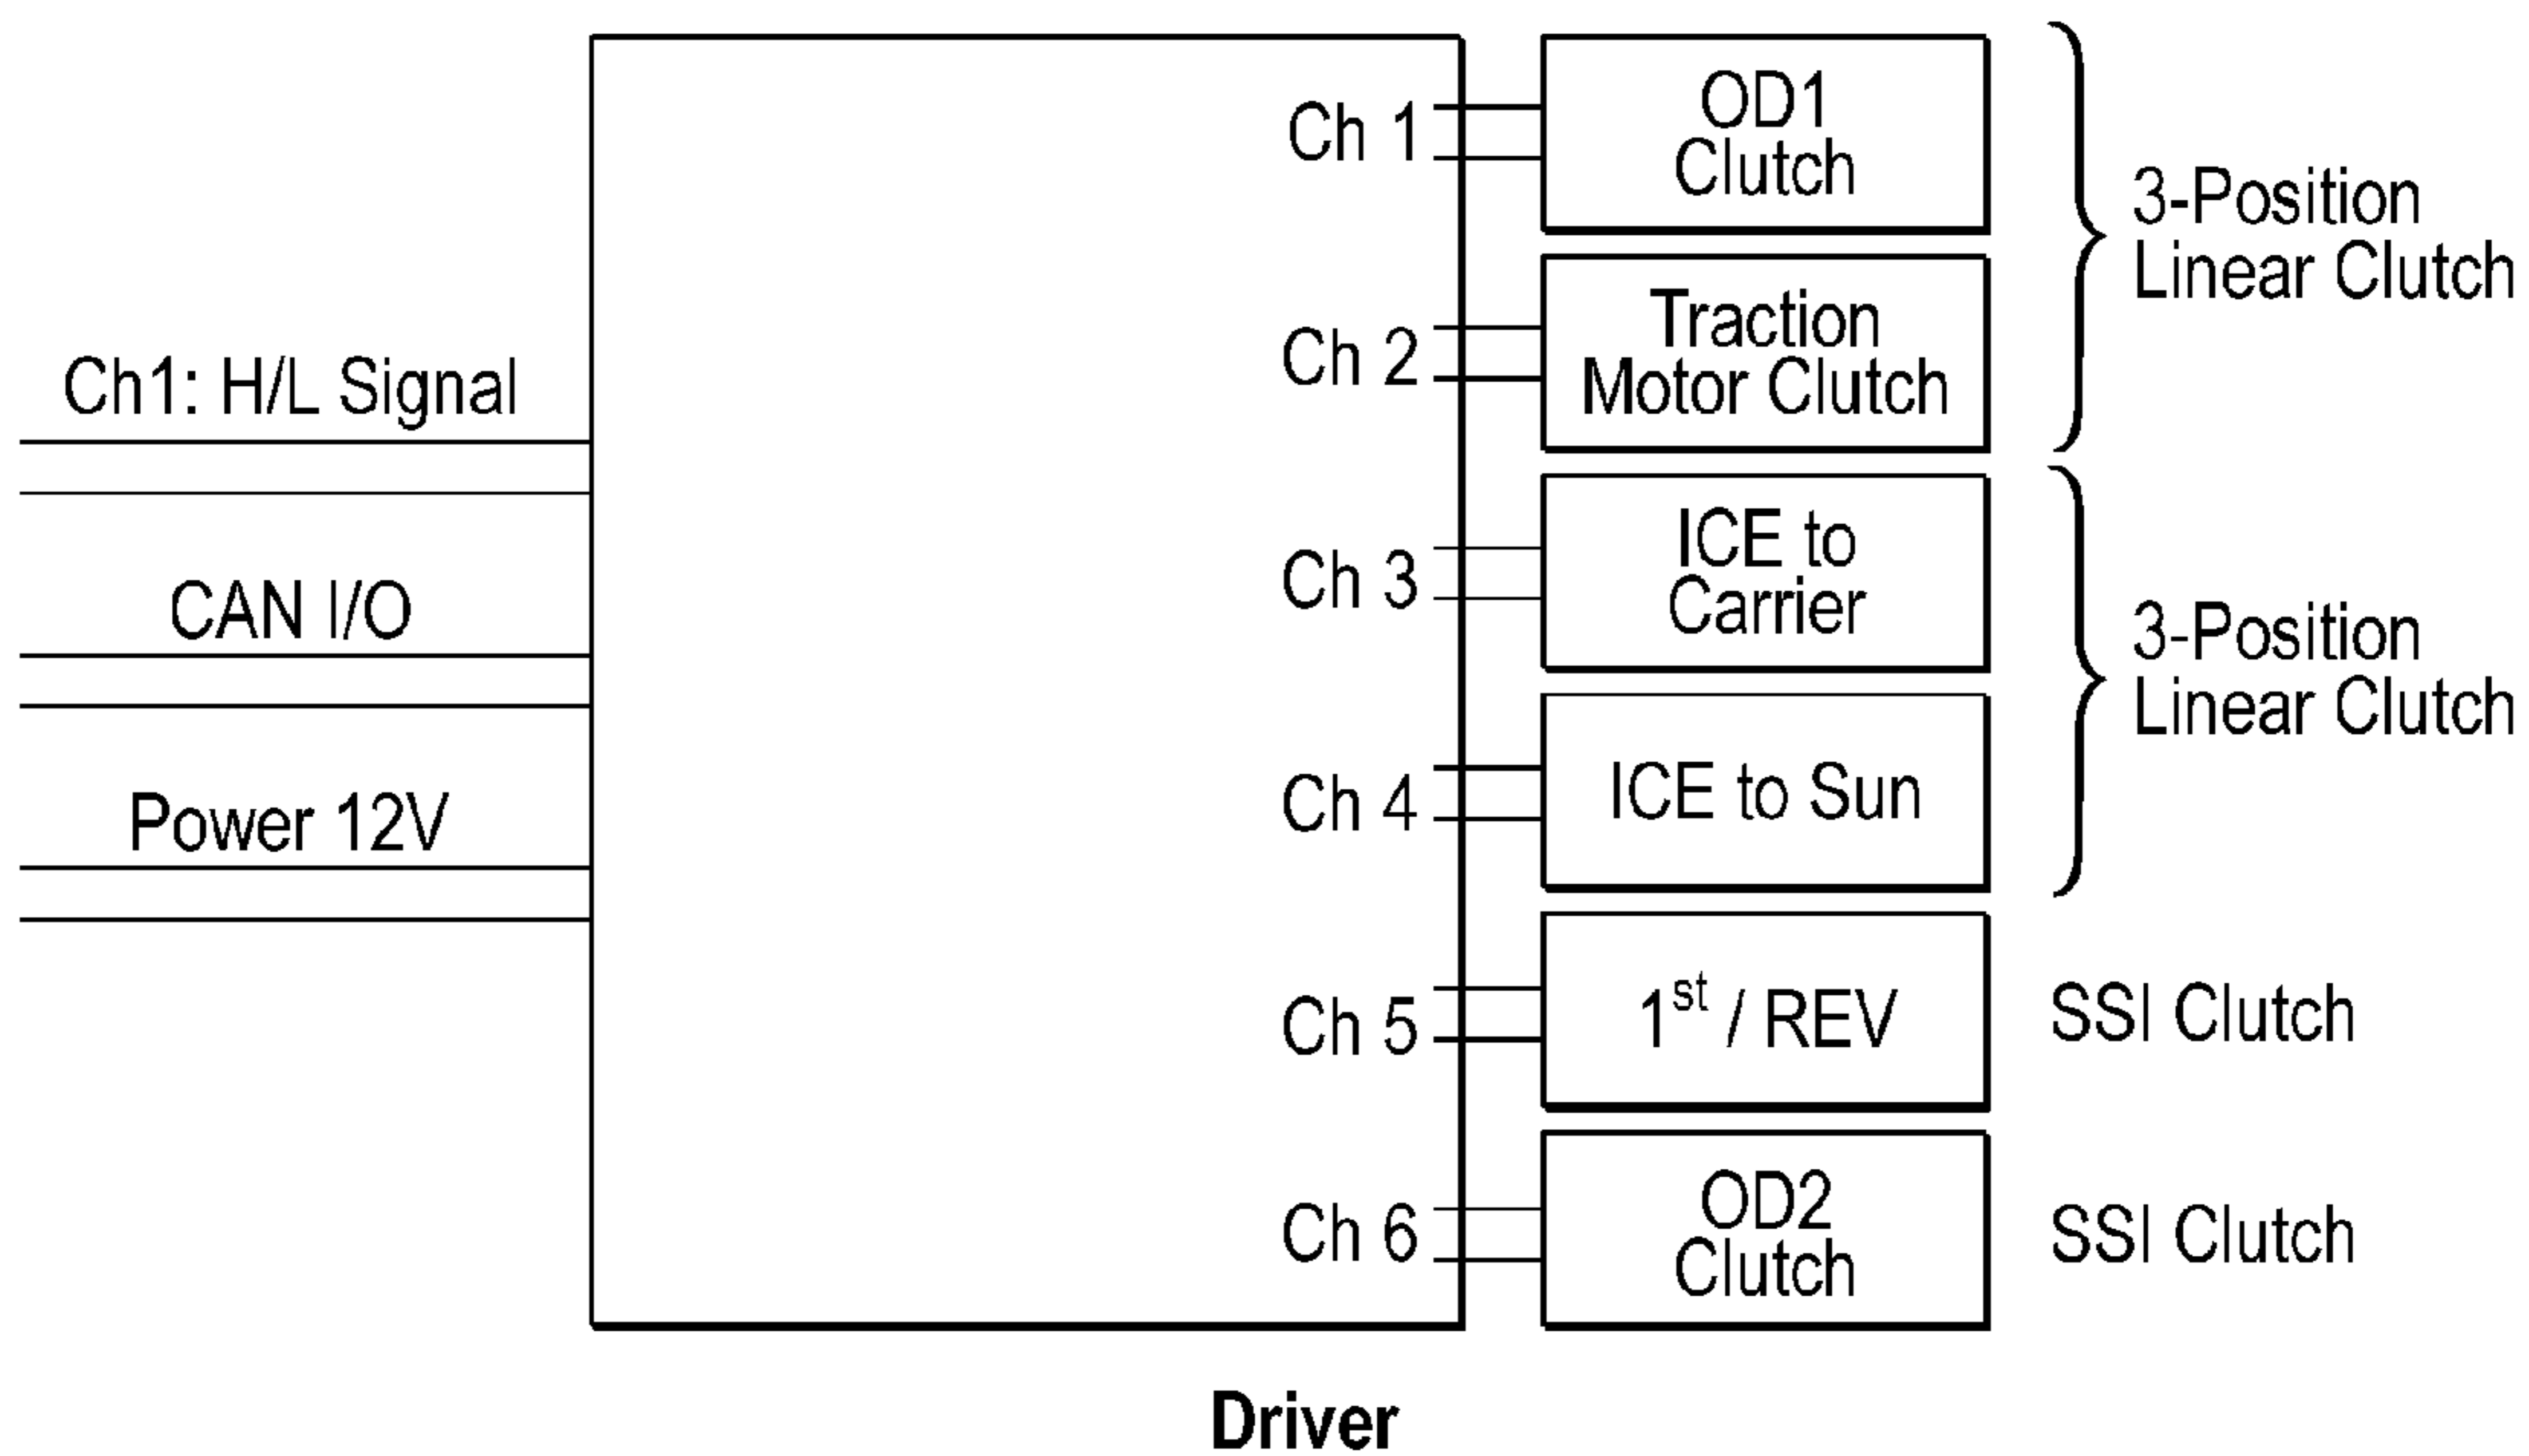 Ch1: H/L Signal
CAN I/O
Power 12V
Ch 1
Ch 2
Ch 3
Ch 4
Ch 5
Ch 6
OD1
Clutch
Traction
Motor Clutch
ICE to
Carrier
ICE to Sun
1st / REV
OD2
Clutch
3-Position
Linear Clutch
3-Position
Linear Clutch
SSI Clutch
SSI Clutch
Driver